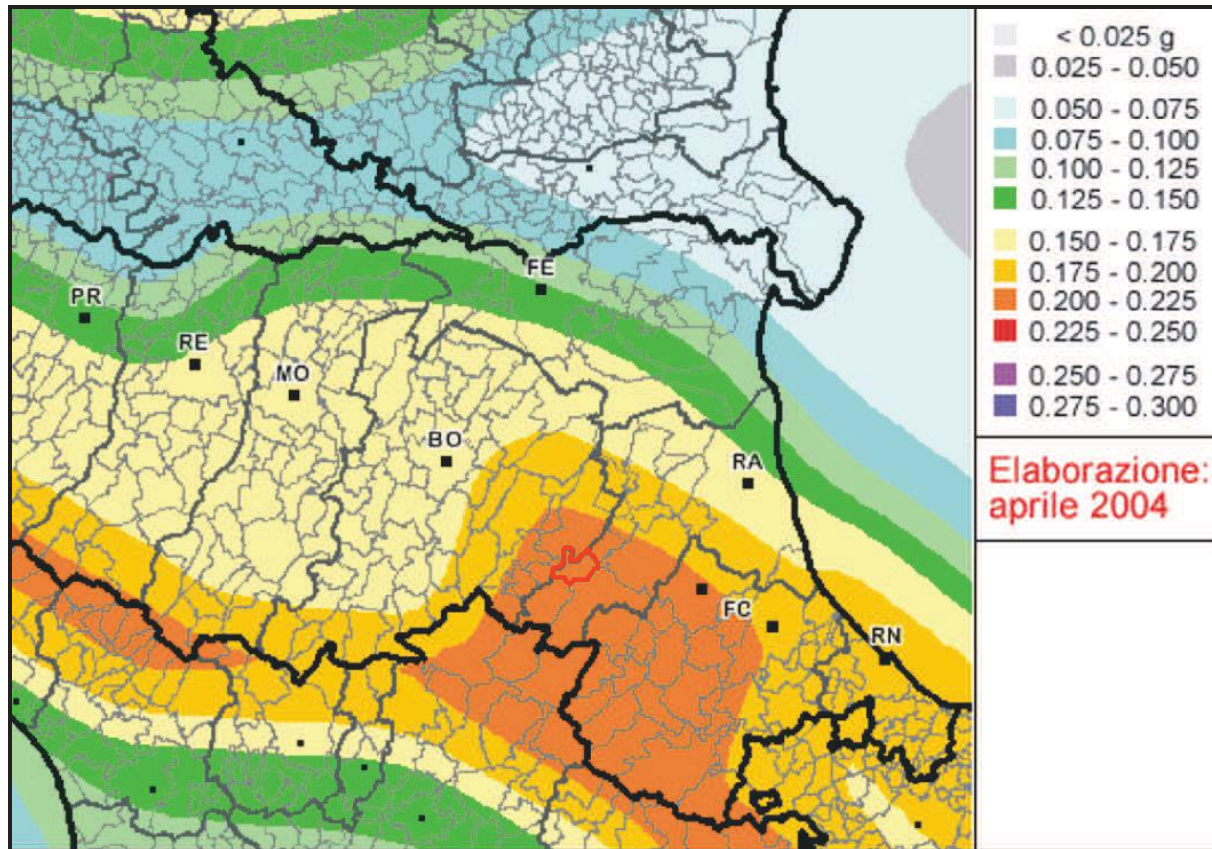 PR
RE
MO
BO
FE
RA
FC
RN
< 0.025 g
0.025 - 0.050
0.050 - 0.075
0.075 - 0.100
0.100 - 0.125
0.125 - 0.150
0.150 - 0.175
0.175 - 0.200
0.200 - 0.225
0.225 - 0.250
0.250 - 0.275
0.275 - 0.300
Elaborazione:
aprile 2004